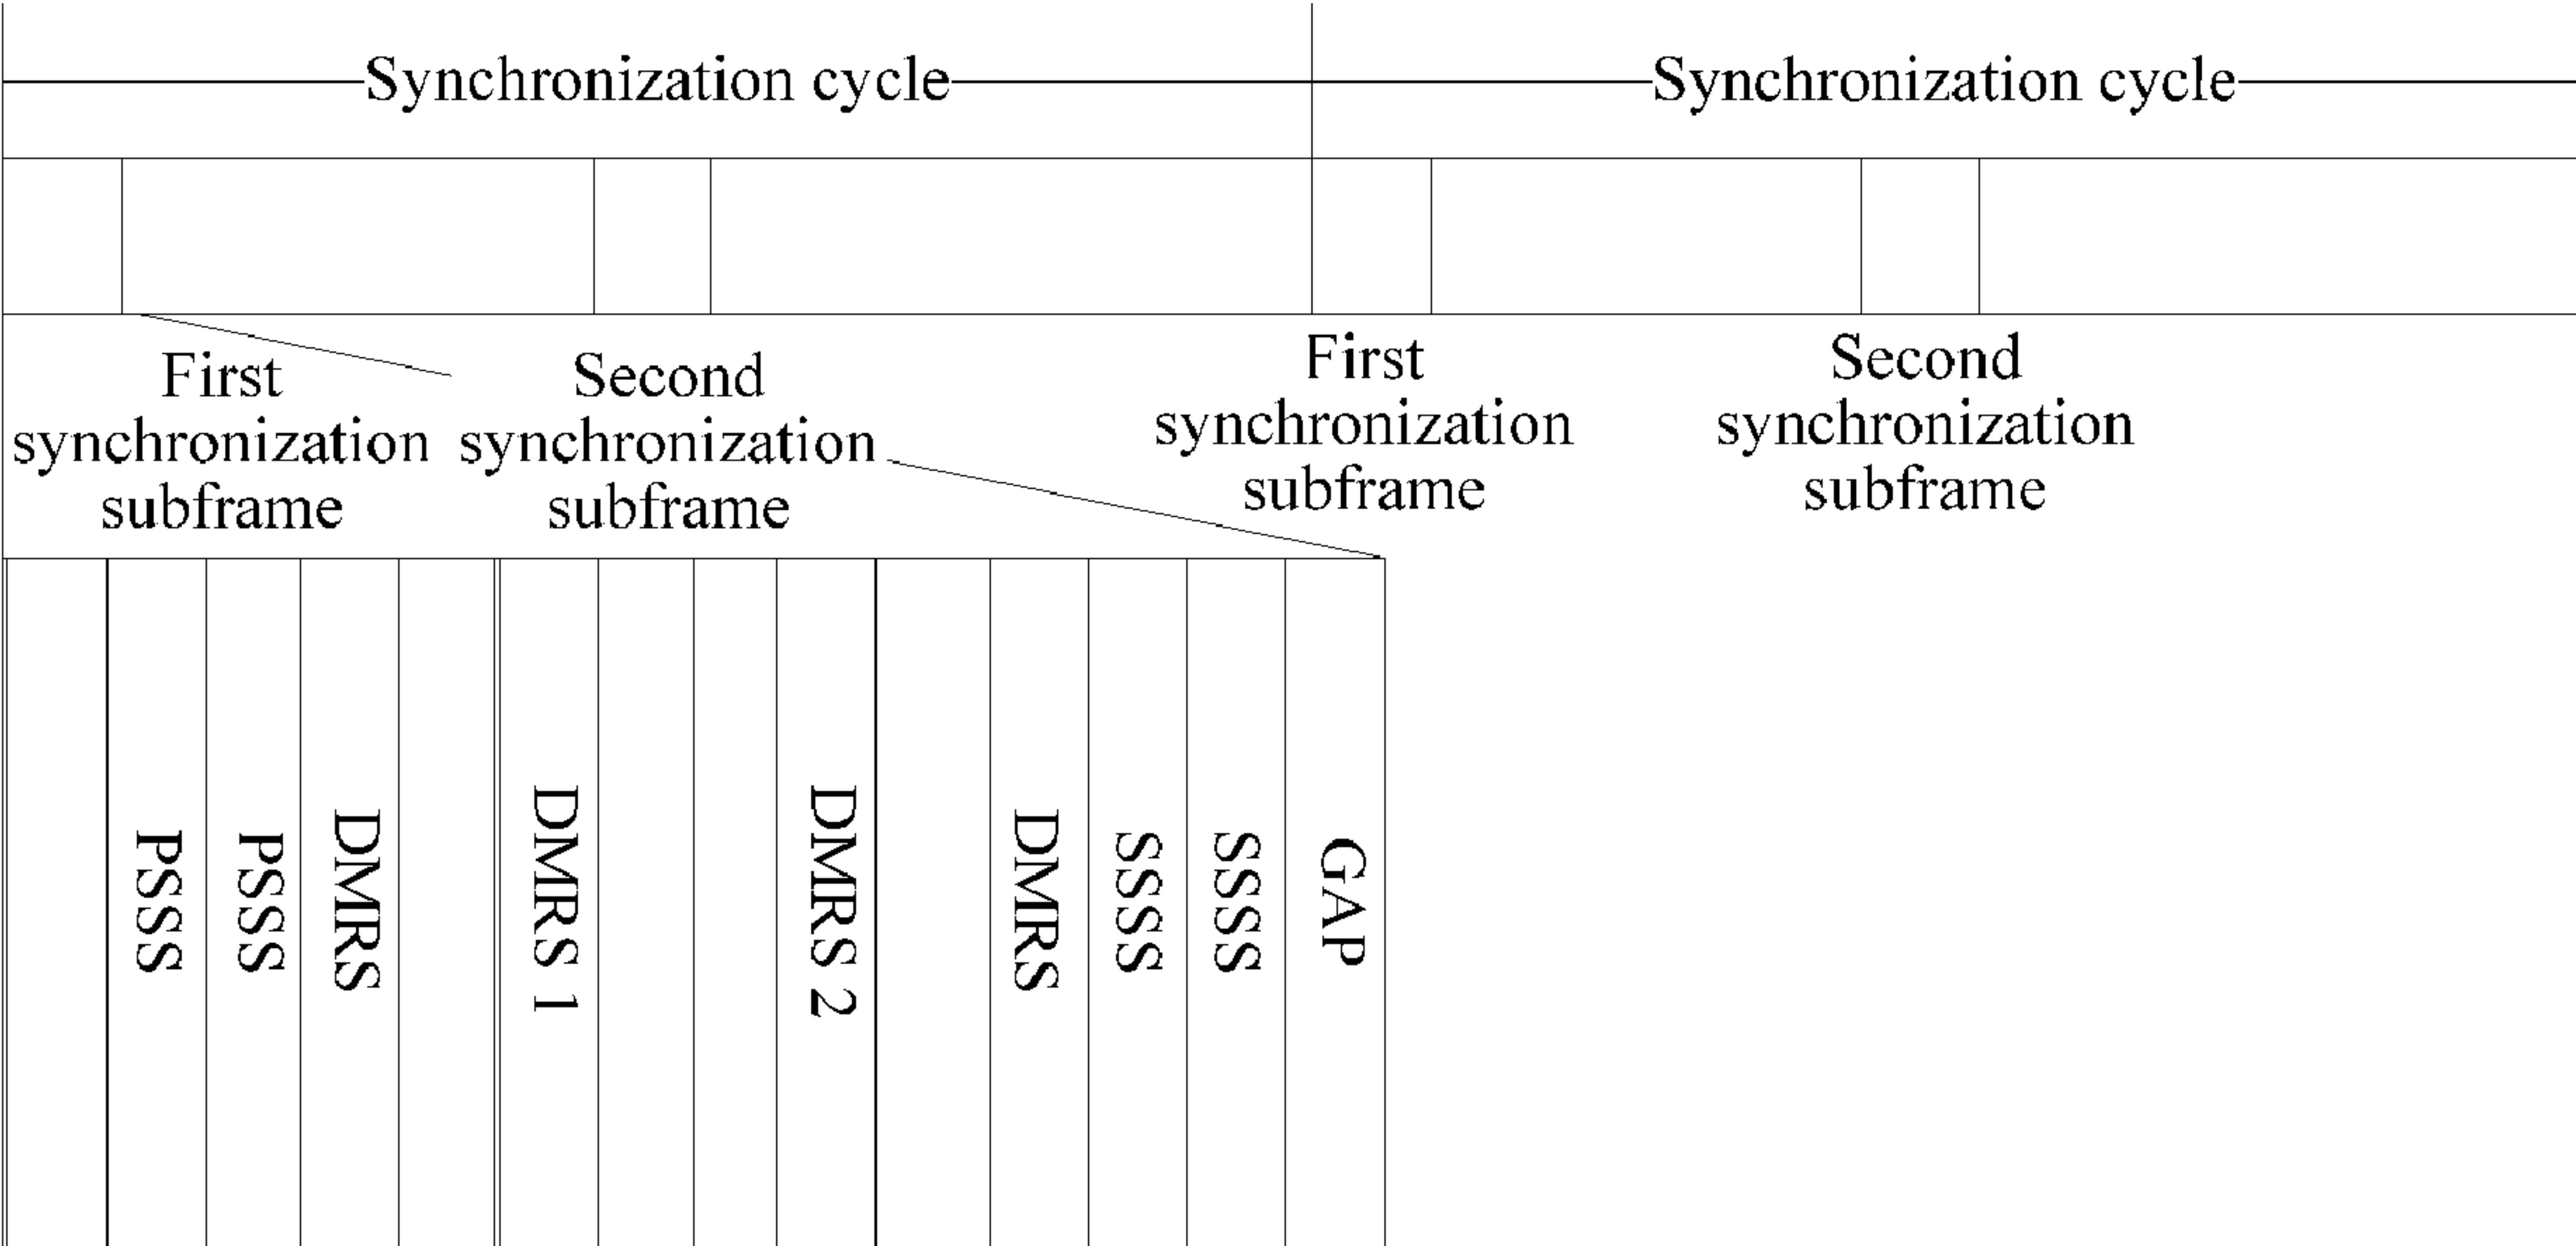 Synchronization cycle
Synchronization cycle
First
synchronization
subframe
Second
synchronization
subframe
First
synchronization
subframe
Second
synchronization
subframe
PSSS
PSSS
DMRS
DMRS 1
DMRS 2
DMRS
SSSS
SSSS
GAP